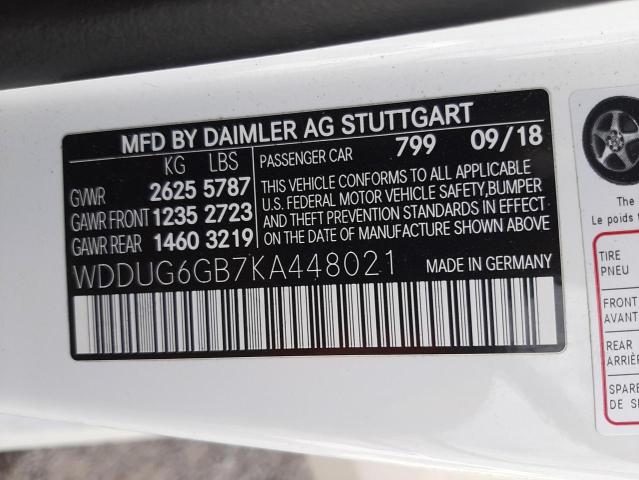 MFD BY DAIMLER AG STUTTGART
KG LBS
GVWR 2625 5787
GAWR FRONT 1235 2723
GAWR REAR 1460 3219
PASSENGER CAR 799 09/18
THIS VEHICLE CONFORMS TO ALL APPLICABLE
U.S. FEDERAL MOTOR VEHICLE SAFETY,BUMPER
AND THEFT PREVENTION STANDARDS IN EFFECT
ON THE DATE OF MANUFACTURE SHOWN ABOVE
WDDUG6GB7KA448021 MADE IN GERMANY
The
Le poids t
TIRE
PNEU
FRONT
AVANT
REAR
ARRIÈR
SPARE
DE S